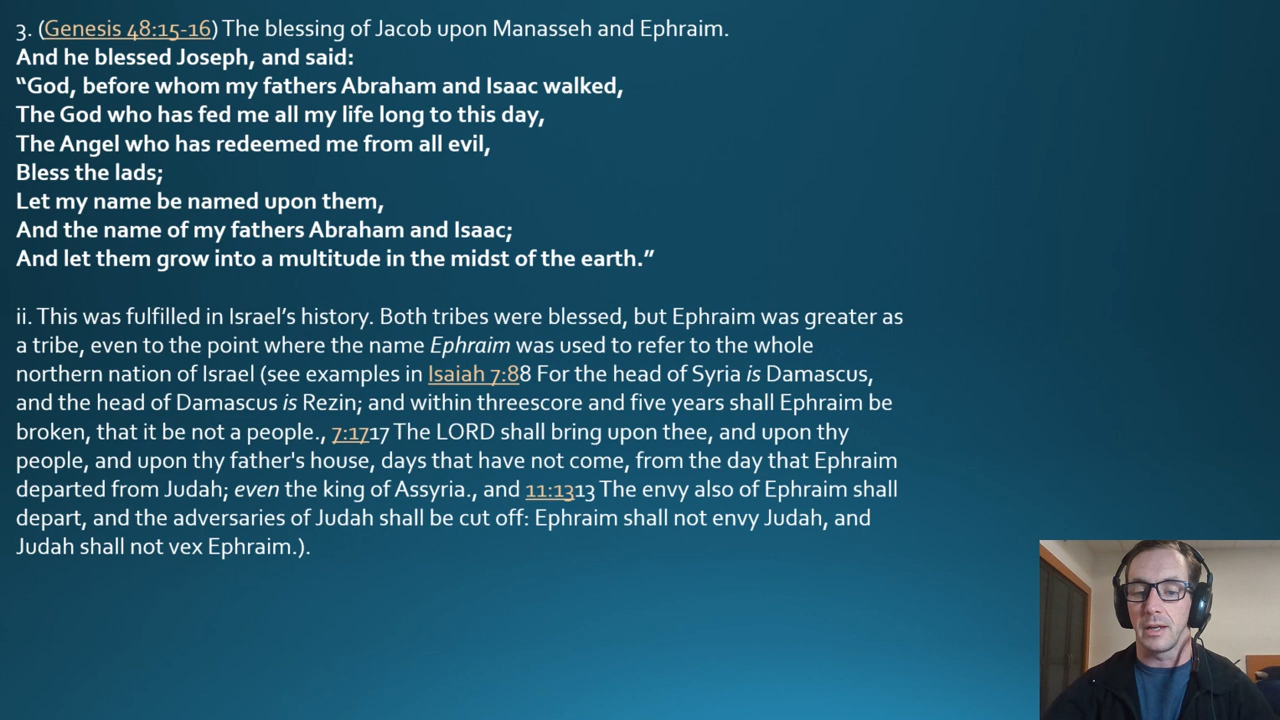 3. (Genesis 48:15-16) The blessing of Jacob upon Manasseh and Ephraim.
And he blessed Joseph, and said:
“God, before whom my fathers Abraham and Isaac walked,
The God who has fed me all my life long to this day,
The Angel who has redeemed me from all evil,
Bless the lads;
Let my name be named upon them,
And the name of my fathers Abraham and Isaac;
And let them grow into a multitude in the midst of the earth.”
ii. This was fulfilled in Israel’s history. Both tribes were blessed, but Ephraim was greater as
a tribe, even to the point where the name Ephraim was used to refer to the whole
northern nation of Israel (see examples in Isaiah 7:88 For the head of Syria is Damascus,
and the head of Damascus is Rezin; and within threescore and five years shall Ephraim be
broken, that it be not a people., 7:1717 The LORD shall bring upon thee, and upon thy
people, and upon thy father's house, days that have not come, from the day that Ephraim
departed from Judah; even the king of Assyria., and 11:1313 The envy also of Ephraim shall
depart, and the adversaries of Judah shall be cut off: Ephraim shall not envy Judah, and
Judah shall not vex Ephraim.).